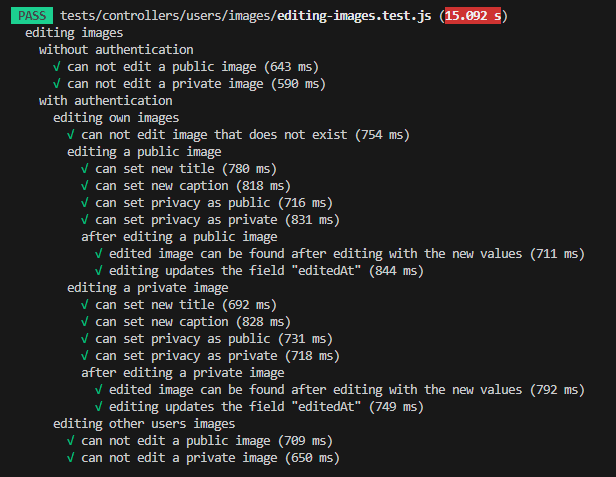 PASS tests/controllers/users/images/editing-images.test.js (15.092 s)
editing images
without authentication
√ can not edit a public image (643 ms)
√ can not edit a private image (590 ms)
with authentication
editing own images
√ can not edit image that does not exist (754 ms)
editing a public image
√ can set new title (780 ms)
√ can set new caption (818 ms)
√ can set privacy as public (716 ms)
√ can set privacy as private (831 ms)
after editing a public image
√ edited image can be found after editing with the new values (711 ms)
√ editing updates the field "editedAt" (844 ms)
editing a private image
√ can set new title (692 ms)
√ can set new caption (828 ms)
√ can set privacy as public (731 ms)
√ can set privacy as private (718 ms)
after editing a private image
√ edited image can be found after editing with the new values (792 ms)
√ editing updates the field "editedAt" (749 ms)
editing other users images
√ can not edit a public image (709 ms)
√ can not edit a private image (650 ms)